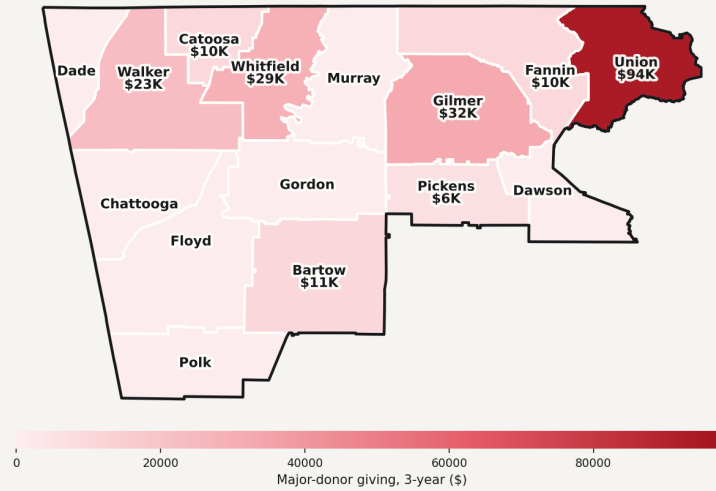 Catoosa
$10K
Dade
Walker
$23K
Whitfield
$29K
Murray
Fannin
$10K
Union
$94K
Gilmer
$32K
Gordon
Pickens
$6K
Dawson
Chattooga
Floyd
Bartow
$11K
Polk
0 20000 40000 60000 80000
Major-donor giving, 3-year ($)